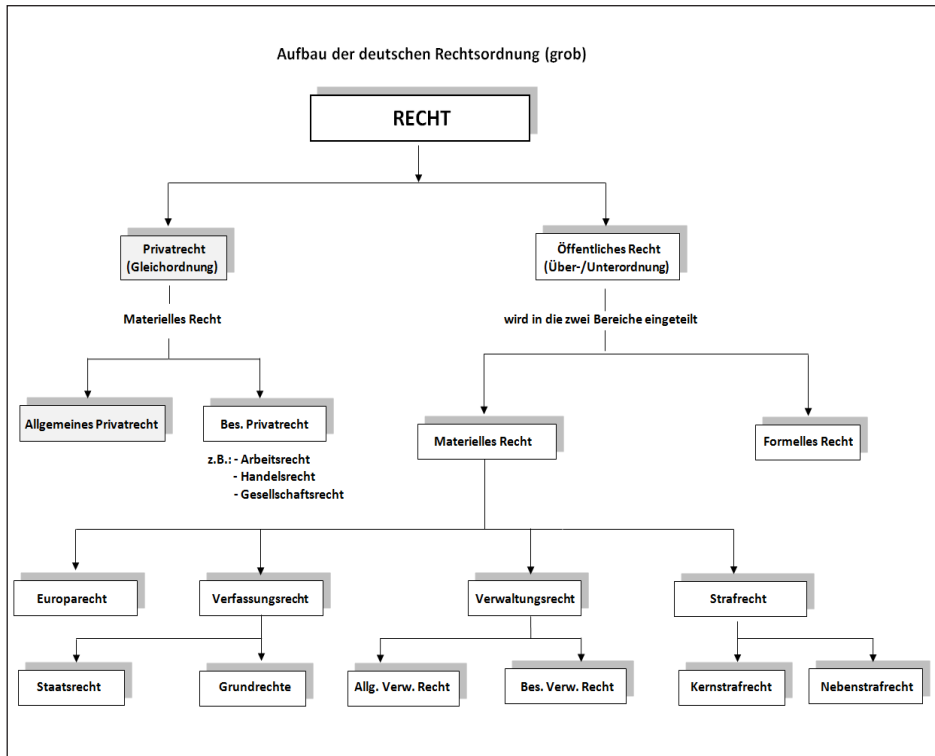 Aufbau der deutschen Rechtsordnung (grob)
RECHT
Privatrecht
(Gleichordnung)
Öffentliches Recht
(Über-/Unterordnung)
Materielles Recht
wird in die zwei Bereiche eingeteilt
Allgemeines Privatrecht
Bes. Privatrecht
Materielles Recht
Formelles Recht
z.B.: - Arbeitsrecht
- Handelsrecht
- Gesellschaftsrecht
Europarecht
Verfassungsrecht
Verwaltungsrecht
Strafrecht
Staatsrecht
Grundrechte
Allg. Verw. Recht
Bes. Verw. Recht
Kernstrafrecht
Nebenstrafrecht